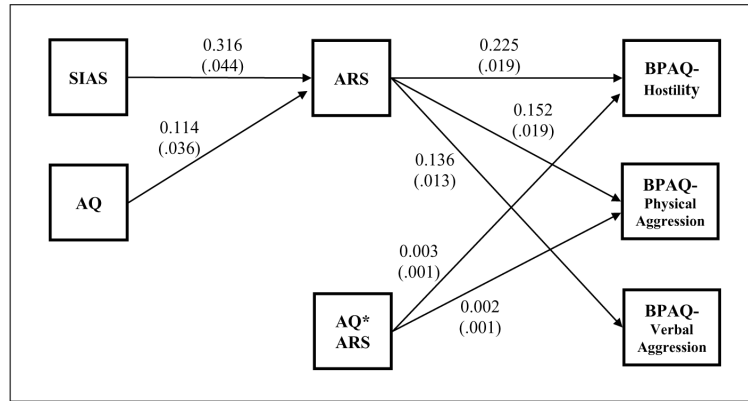 0.316
(.044)
0.225
(.019)
SIAS
ARS
BPAQ-
Hostility
0.114
(.036)
0.152
(.019)
0.136
(.013)
AQ
BPAQ-
Physical
Aggression
0.003
(.001)
0.002
(.001)
AQ*
ARS
BPAQ-
Verbal
Aggression